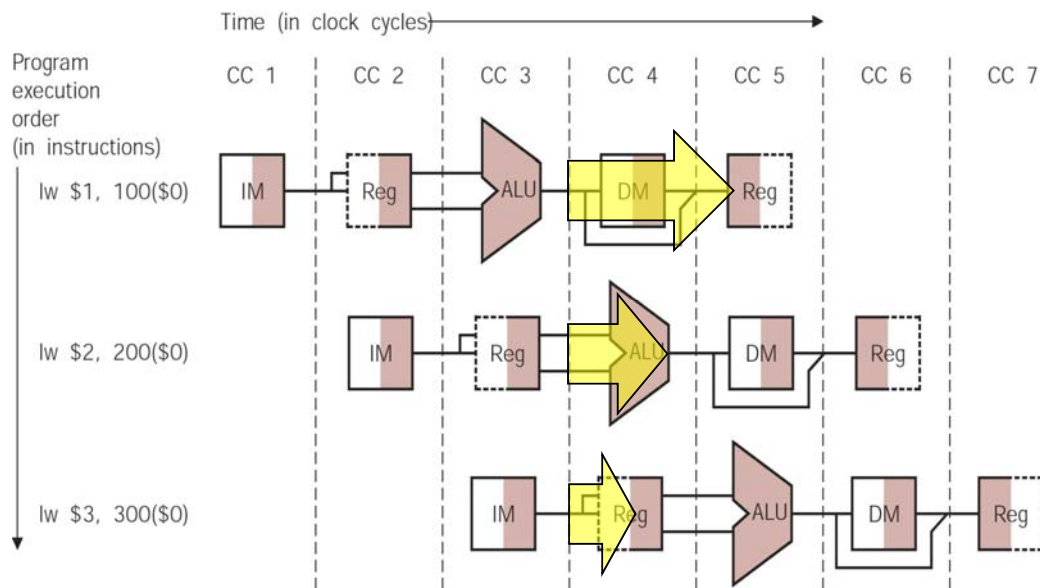 Time (in clock cycles)
Program
execution
order
(in instructions)
CC 1 CC 2 CC 3 CC 4 CC 5 CC 6 CC 7
lw $1, 100($0) IM Reg ALU DM Reg
lw $2, 200($0) IM Reg ALU DM Reg
lw $3, 300($0) IM Reg ALU DM Reg